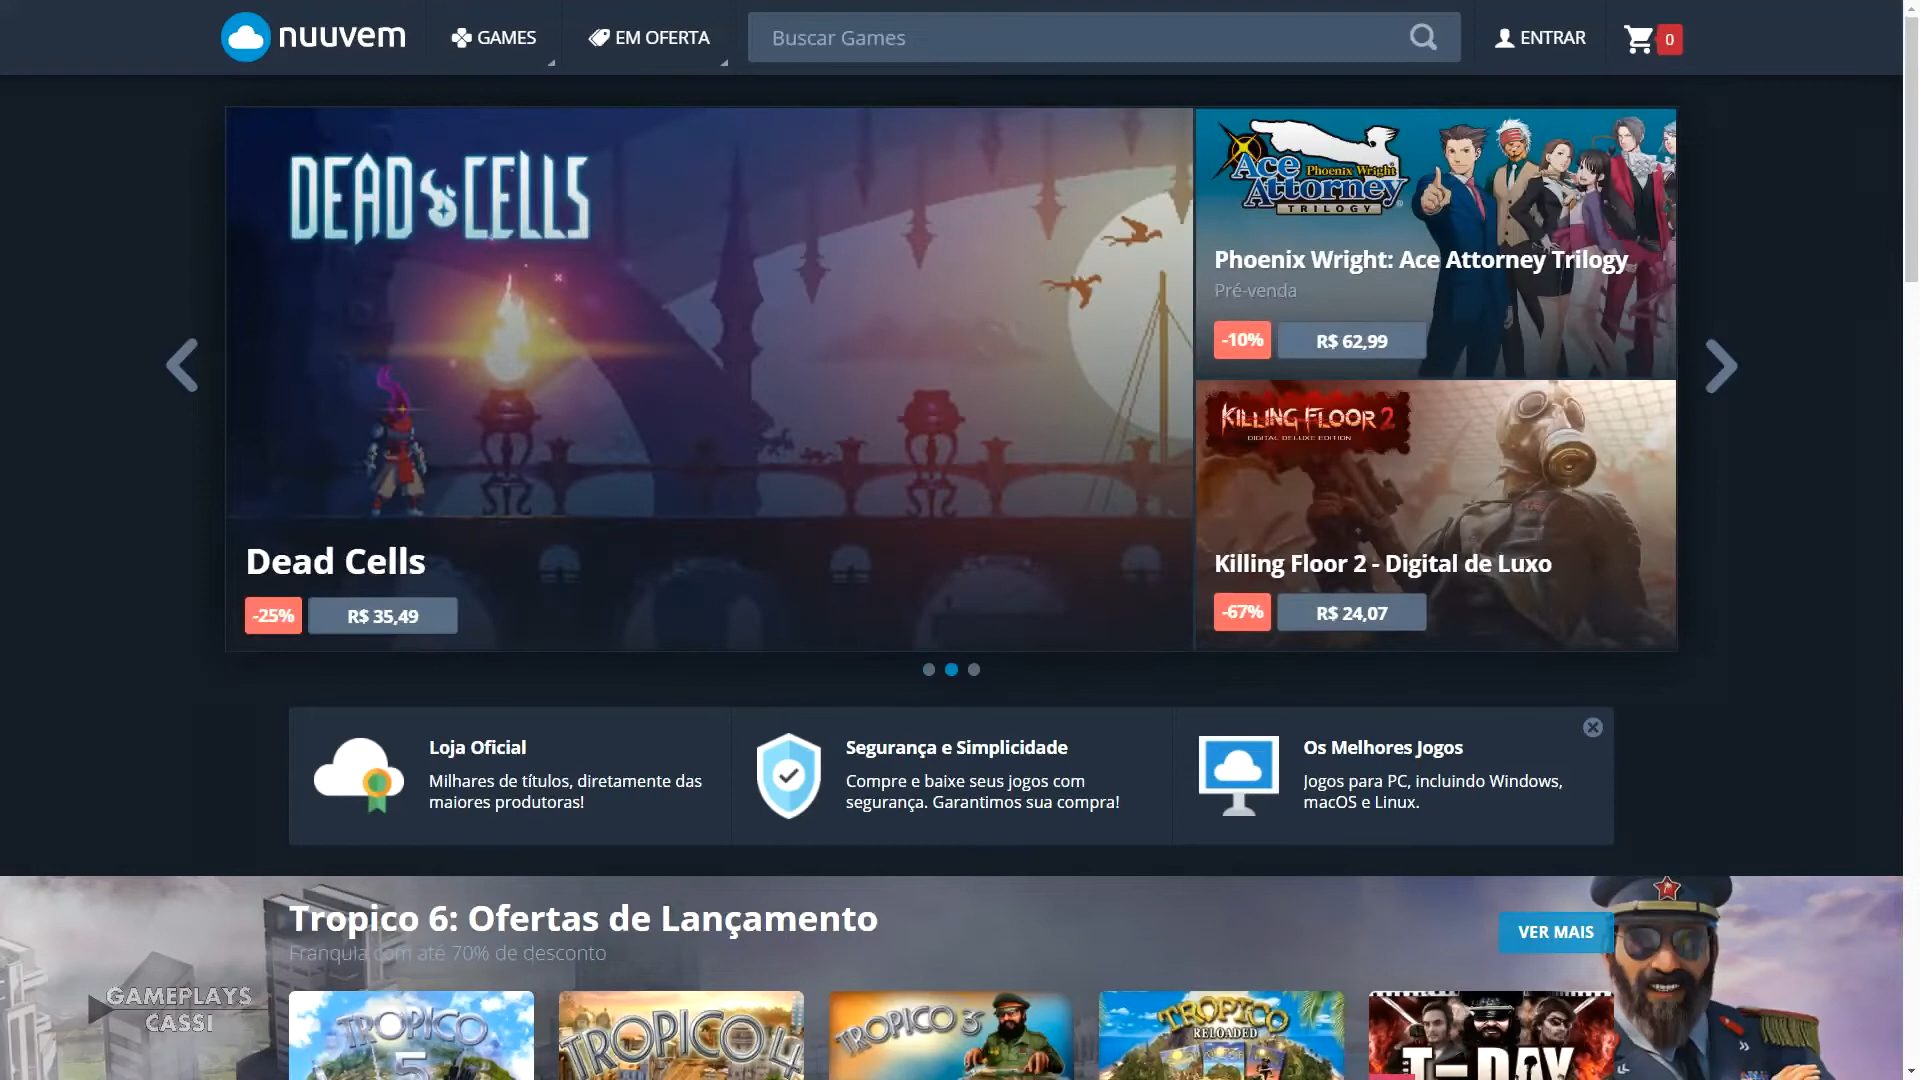 nuuvem
GAMES
EM OFERTA
Buscar Games
ENTRAR
0
DEAD CELLS
Dead Cells
-25%
R$ 35,49
Phoenix Wright
Ace
Attorney
TRILOGY
Phoenix Wright: Ace Attorney Trilogy
Pré-venda
-10%
R$ 62,99
KILLING FLOOR 2
DIGITAL DELUXE EDITION
Killing Floor 2 - Digital de Luxo
-67%
R$ 24,07
Loja Oficial
Milhares de títulos, diretamente das
maiores produtoras!
Segurança e Simplicidade
Compre e baixe seus jogos com
segurança. Garantimos sua compra!
Os Melhores Jogos
Jogos para PC, incluindo Windows,
macOS e Linux.
Tropico 6: Ofertas de Lançamento
Franquia com até 70% de desconto
VER MAIS
GAMEPLAYS
CASSI
TROPICO
5
TROPICO 4
TROPICO 3
TROPICO
RELOADED
T-DAY